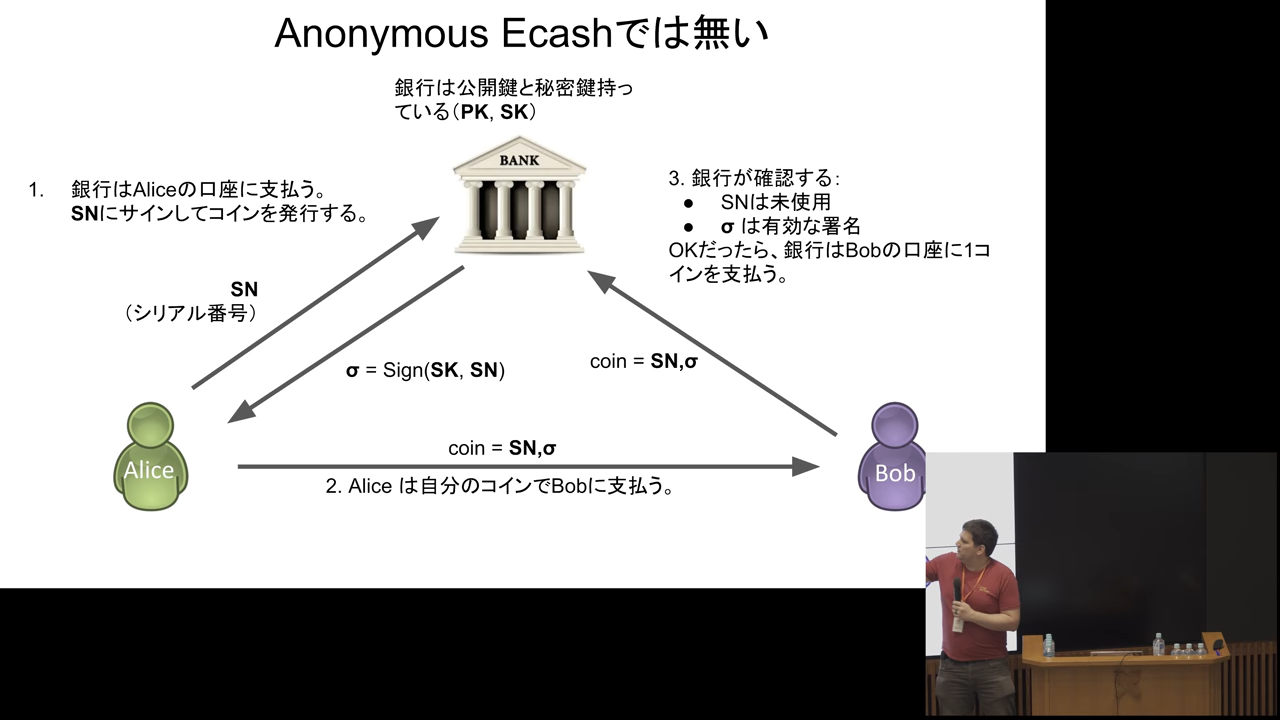 Anonymous Ecashでは無い
銀行は公開鍵と秘密鍵持っ
ている（PK, SK）
BANK
1. 銀行はAliceの口座に支払う。
SNにサインしてコインを発行する。
3. 銀行が確認する：
● SNは未使用
● σ は有効な署名
OKだったら、銀行はBobの口座に1コ
インを支払う。
SN
（シリアル番号）
σ = Sign(SK, SN)
coin = SN,σ
coin = SN,σ
2. Alice は自分のコインでBobに支払う。
Alice
Bob